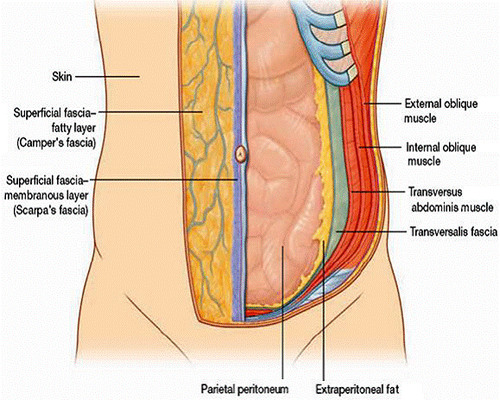 Skin
Superficial fascia–
fatty layer
(Camper's fascia)
Superficial fascia–
membranous layer
(Scarpa's fascia)
External oblique
muscle
Internal oblique
muscle
Transversus
abdominis muscle
Transversalis fascia
Parietal peritoneum
Extraperitoneal fat